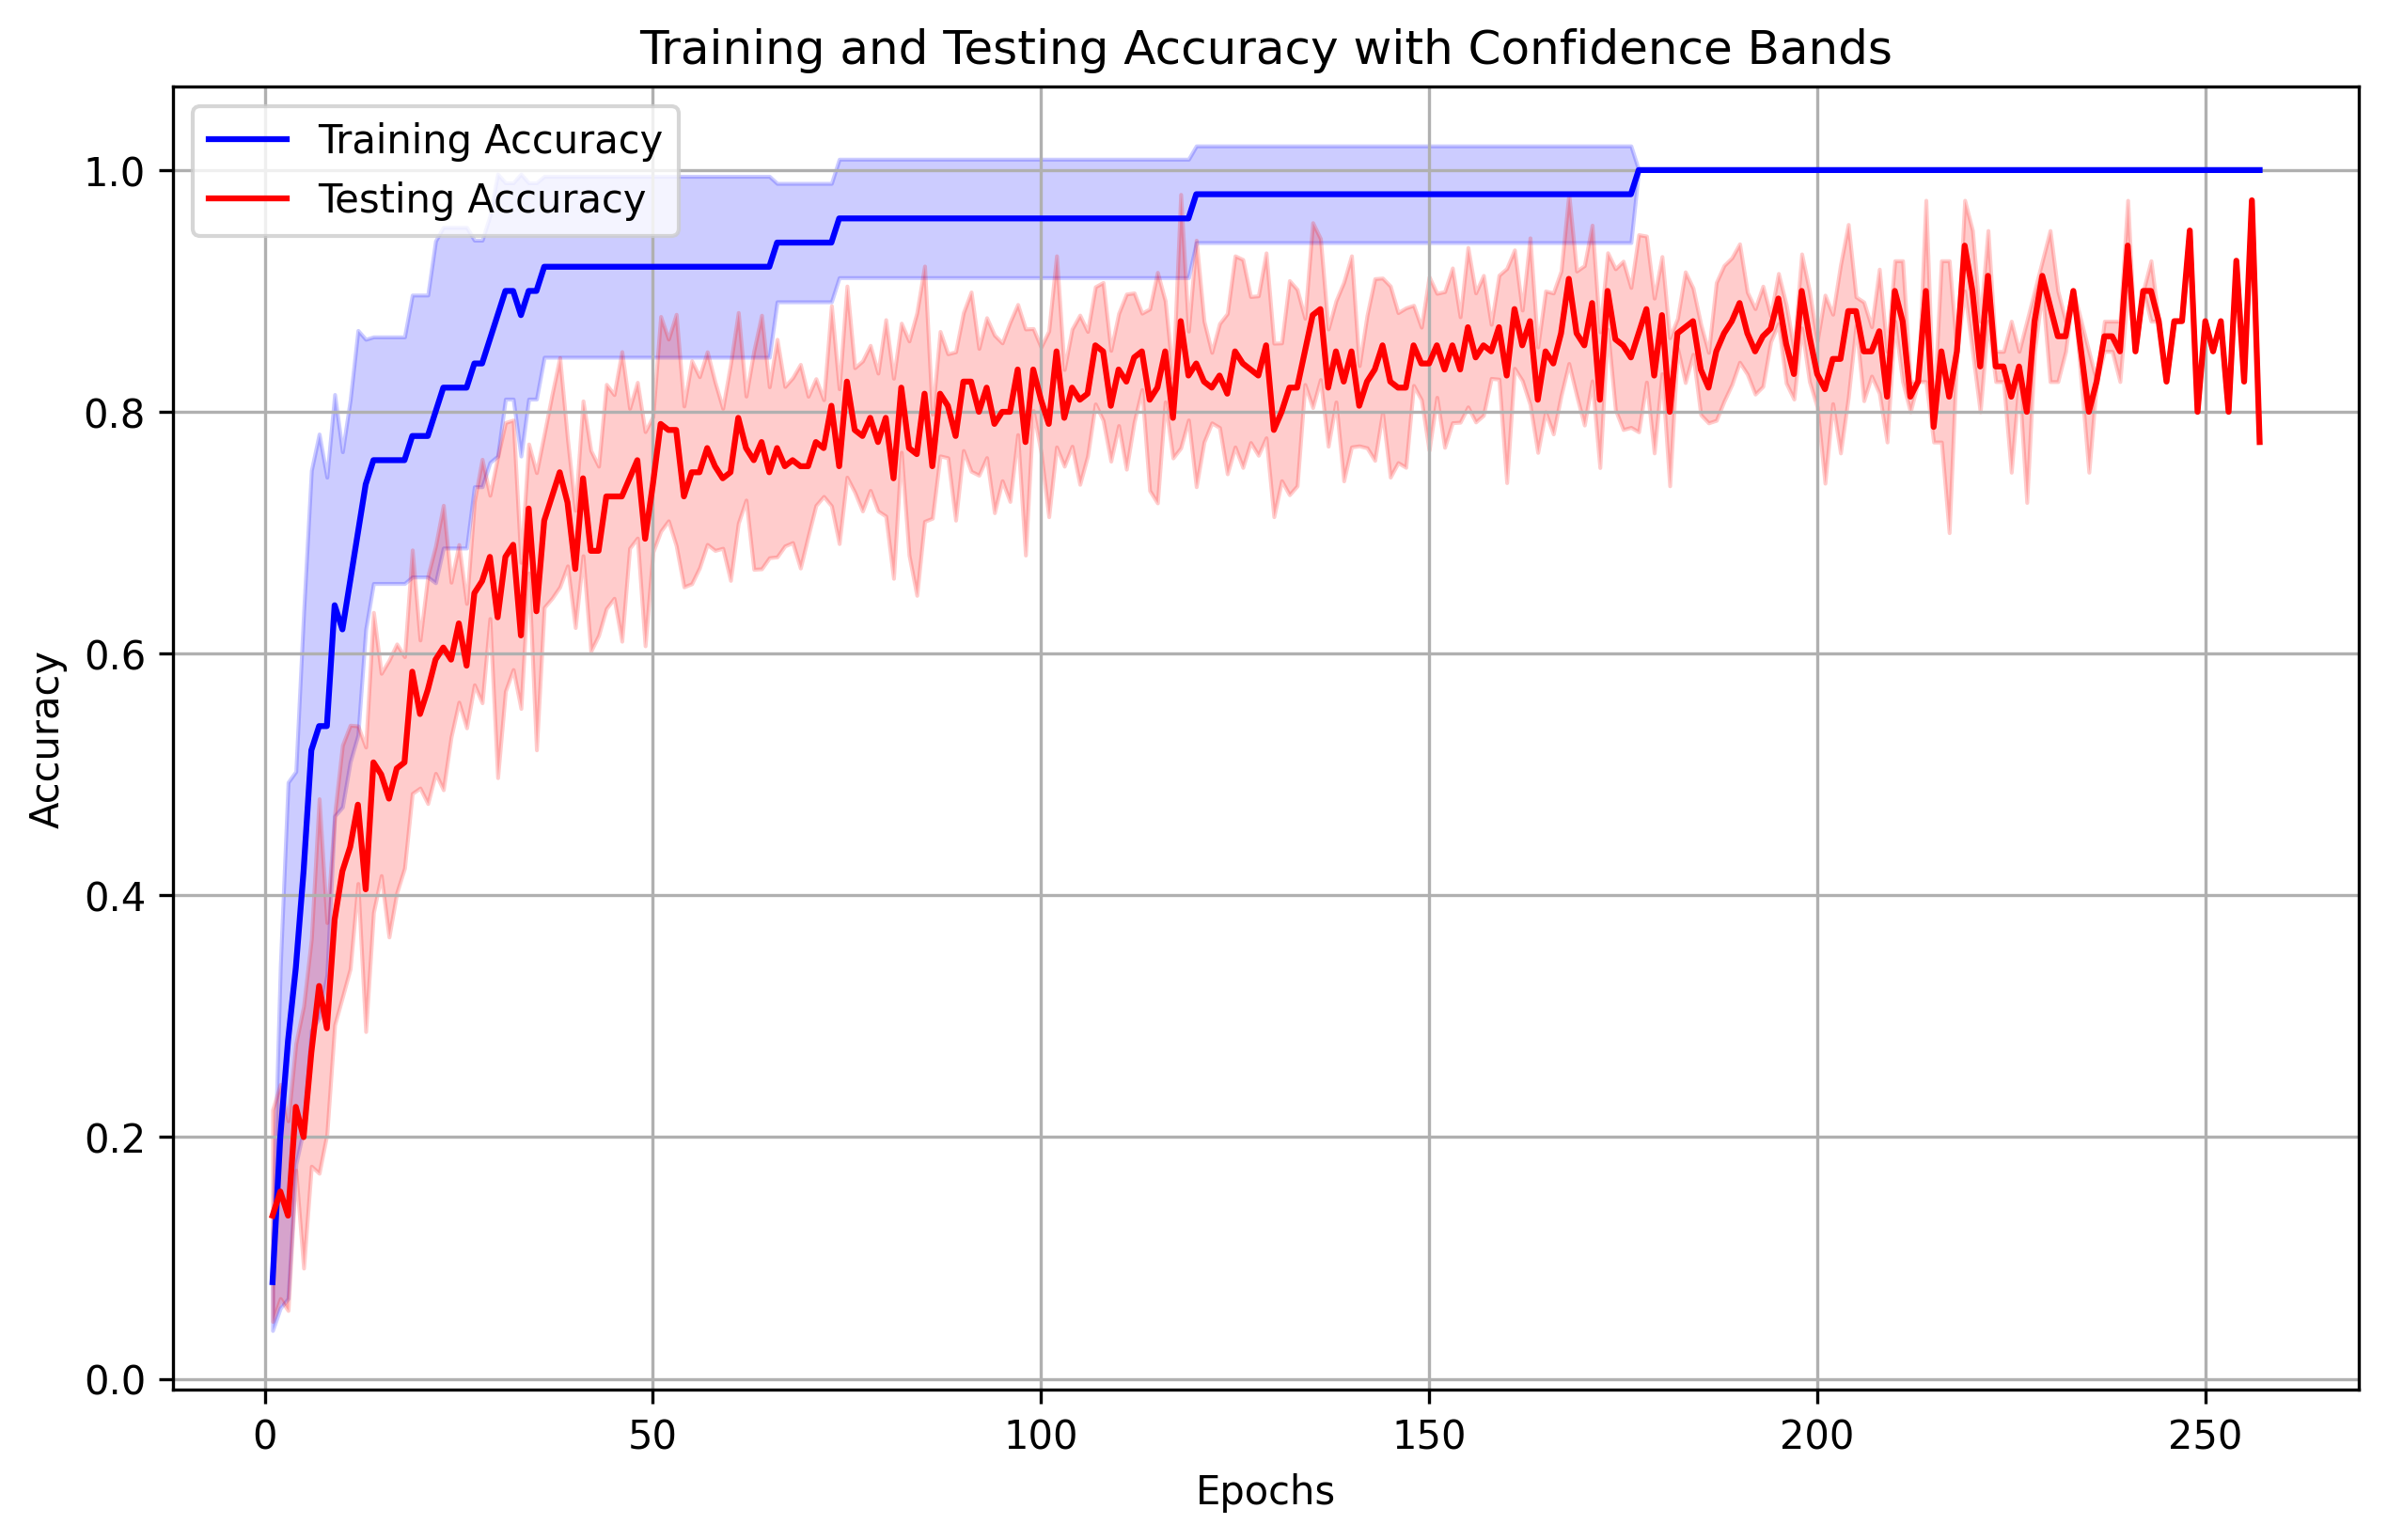 Training and Testing Accuracy with Confidence Bands
Training Accuracy
Testing Accuracy
1.0
0.8
0.6
0.4
0.2
0.0
Accuracy
0 50 100 150 200 250
Epochs